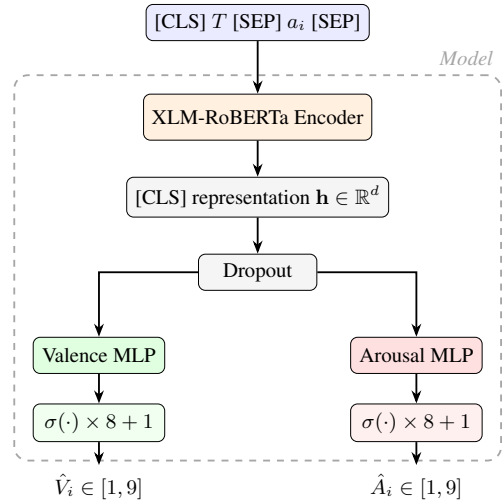 [CLS] T [SEP] a_i [SEP]
Model
XLM-RoBERTa Encoder
[CLS] representation h ∈ ℝ^d
Dropout
Valence MLP
Arousal MLP
σ(·) × 8 + 1
σ(·) × 8 + 1
V̂_i ∈ [1, 9]
Â_i ∈ [1, 9]